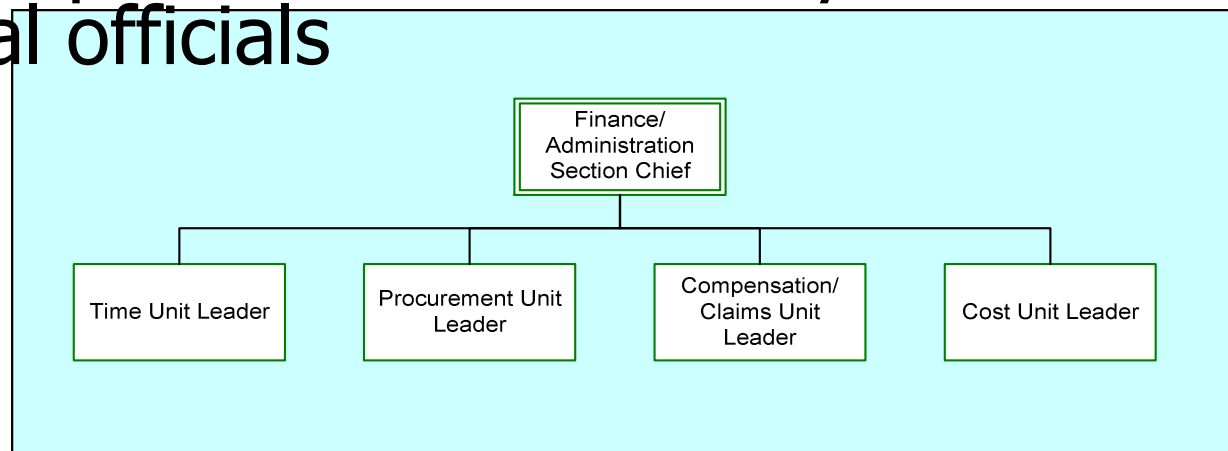 al officials
Finance/
Administration
Section Chief
Time Unit Leader
Procurement Unit
Leader
Compensation/
Claims Unit
Leader
Cost Unit Leader